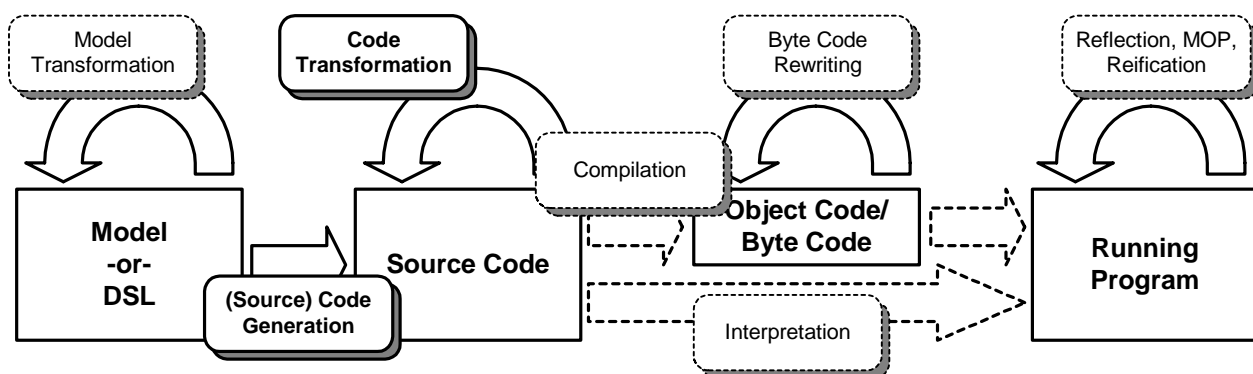 Model
Transformation
Code
Transformation
Byte Code
Rewriting
Reflection, MOP,
Reification
Compilation
Model
-or-
DSL
Source Code
Object Code/
Byte Code
Running
Program
(Source) Code
Generation
Interpretation